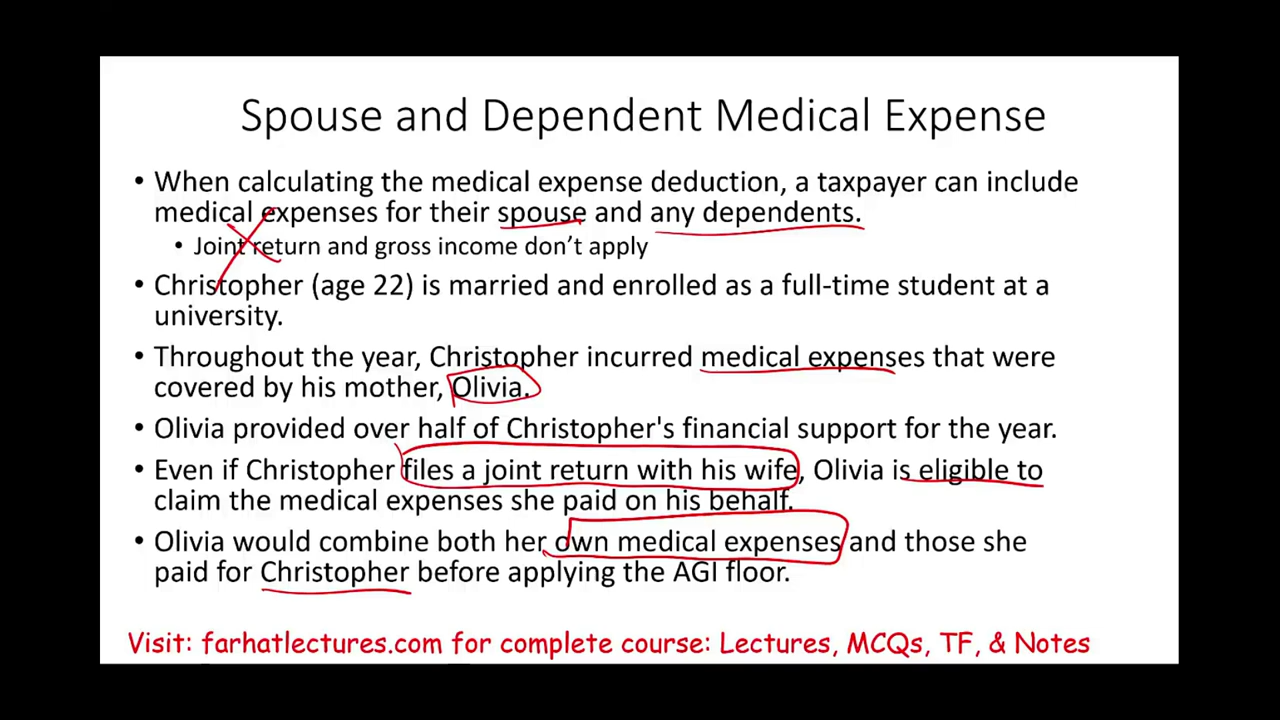 Spouse and Dependent Medical Expense
• When calculating the medical expense deduction, a taxpayer can include
medical expenses for their spouse and any dependents.
• Joint return and gross income don’t apply
• Christopher (age 22) is married and enrolled as a full-time student at a
university.
• Throughout the year, Christopher incurred medical expenses that were
covered by his mother, Olivia.
• Olivia provided over half of Christopher's financial support for the year.
• Even if Christopher files a joint return with his wife, Olivia is eligible to
claim the medical expenses she paid on his behalf.
• Olivia would combine both her own medical expenses and those she
paid for Christopher before applying the AGI floor.
Visit: farhatlectures.com for complete course: Lectures, MCQs, TF, & Notes